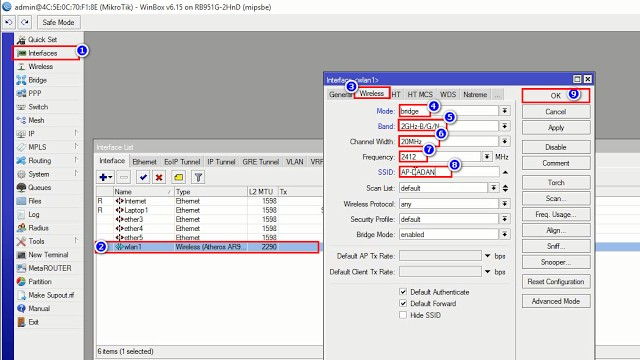 admin@4C:5E:0C:70:F1:8E (MikroTik) - WinBox v6.15 on RB951G-2HnD (mipsbe)
Safe Mode
Quick Set
Interfaces
1
Wireless
Bridge
PPP
Switch
Mesh
IP
MPLS
Routing
System
Queues
Files
Log
Radius
Tools
New Terminal
MetaROUTER
Partition
Make Supout.rif
Manual
Exit
Interface List
Interface Ethernet EoIP Tunnel IP Tunnel GRE Tunnel VLAN VRR
Name Type L2 MTU Tx
R Internet Ethernet 1598
R Laptop1 Ethernet 1598
ether3 Ethernet 1598
ether4 Ethernet 1598
ether5 Ethernet 1598
2 wlan1 Wireless (Atheros AR9... 2290
6 items (1 selected)
Interface <wlan1>
General 3 Wireless HT HT MCS WDS Nstreme ...
Mode: bridge 4
Band: 2GHz-B/G/N 5
Channel Width: 20MHz 6
Frequency: 2412 7 MHz
SSID: 8
Scan List: default
Wireless Protocol: any
Security Profile: default
Bridge Mode: enabled
Default AP Tx Rate: bps
Default Client Tx Rate: bps
Default Authenticate
Default Forward
Hide SSID
OK 9
Cancel
Apply
Disable
Comment
Torch
Scan...
Freq. Usage...
Align...
Sniff...
Snooper...
Reset Configuration
Advanced Mode